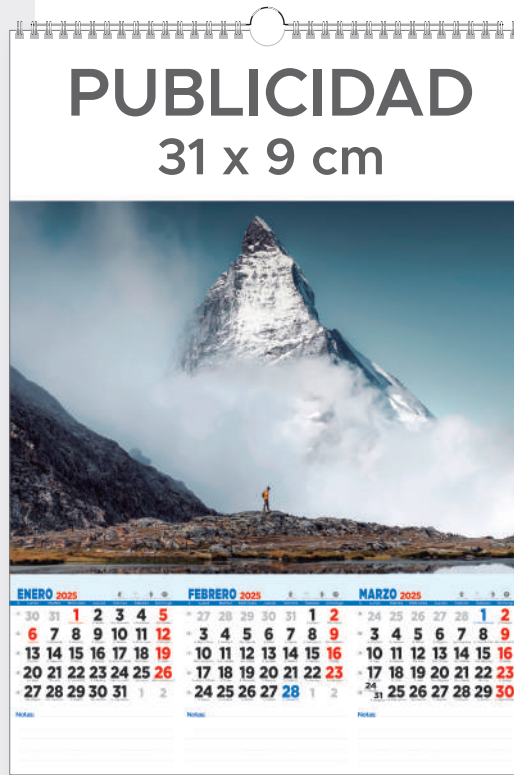 PUBLICIDAD
31 x 9 cm
ENERO 2025
30 31 1 2 3 4 5
6 7 8 9 10 11 12
13 14 15 16 17 18 19
20 21 22 23 24 25 26
27 28 29 30 31 1 2
Notas:
FEBRERO 2025
27 28 29 30 31 1 2
3 4 5 6 7 8 9
10 11 12 13 14 15 16
17 18 19 20 21 22 23
24 25 26 27 28 1 2
Notas:
MARZO 2025
24 25 26 27 28 1 2
3 4 5 6 7 8 9
10 11 12 13 14 15 16
17 18 19 20 21 22 23
24 31 25 26 27 28 29 30
Notas: